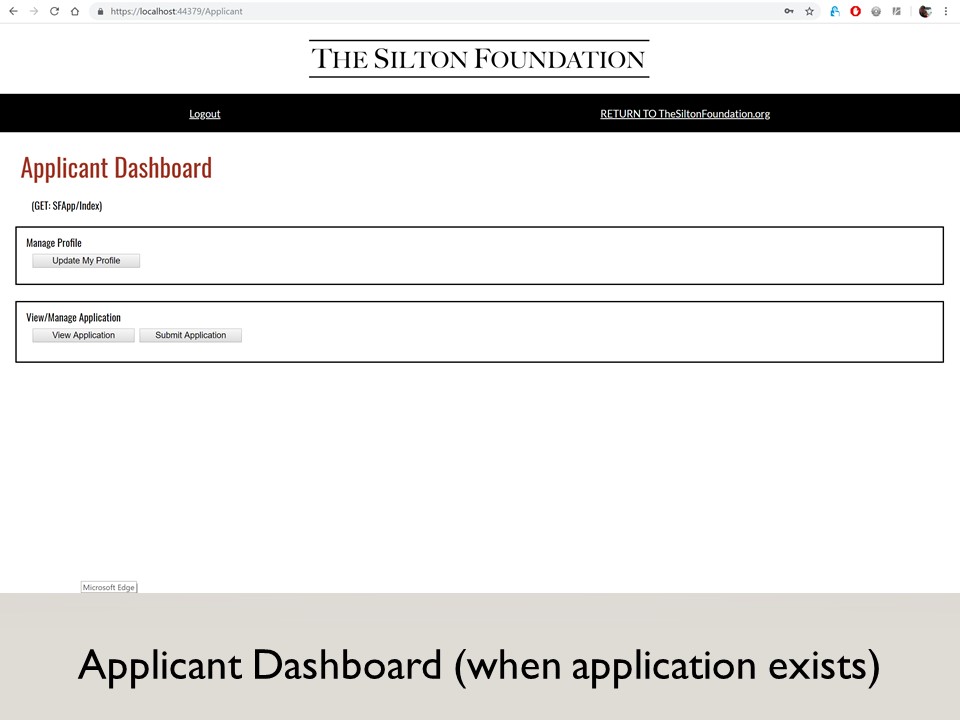 https://localhost:44379/Applicant
THE SILTON FOUNDATION
Logout
RETURN TO TheSiltonFoundation.org
Applicant Dashboard
(GET: SFApp/Index)
Manage Profile
Update My Profile
View/Manage Application
View Application
Submit Application
Microsoft Edge
Applicant Dashboard (when application exists)